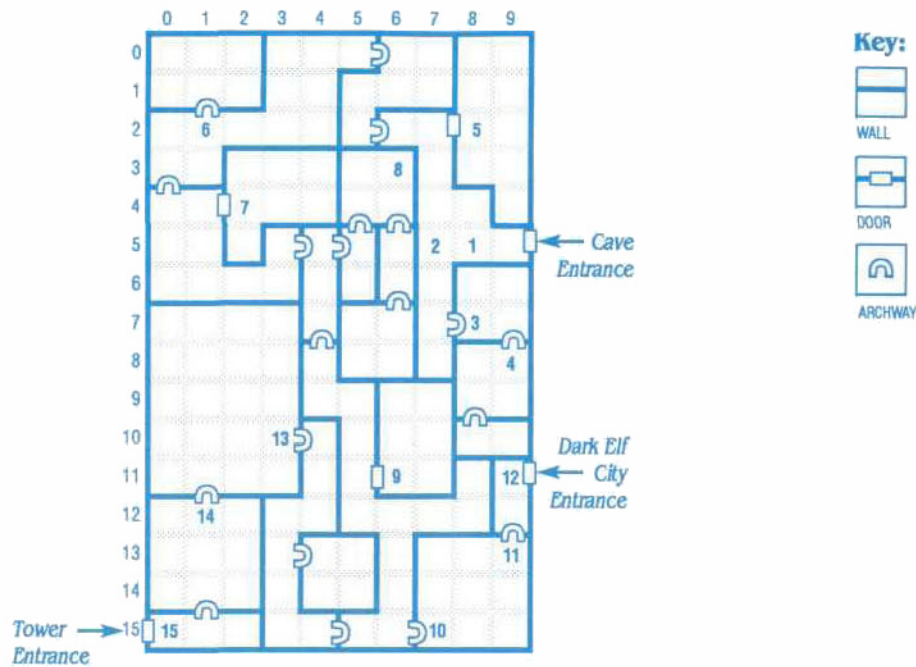 0 1 2 3 4 5 6 7 8 9
0
Key:
1
2
6
5
WALL
3
8
4
7
DOOR
5
2
1
Cave
Entrance
6
7
3
ARCHWAY
8
4
9
10
13
Dark Elf
11
9
12
City
Entrance
12
14
13
11
14
Tower
15
15
10
Entrance